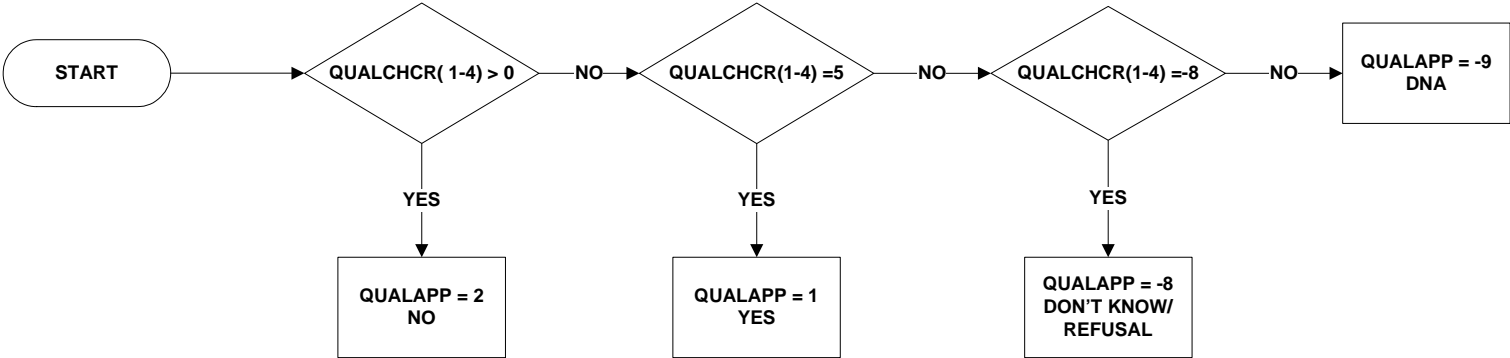 START
QUALCHCR( 1-4) > 0
NO
QUALCHCR(1-4) =5
NO
QUALCHCR(1-4) =-8
NO
QUALAPP = -9
DNA
YES
YES
YES
QUALAPP = 2
NO
QUALAPP = 1
YES
QUALAPP = -8
DON'T KNOW/
REFUSAL